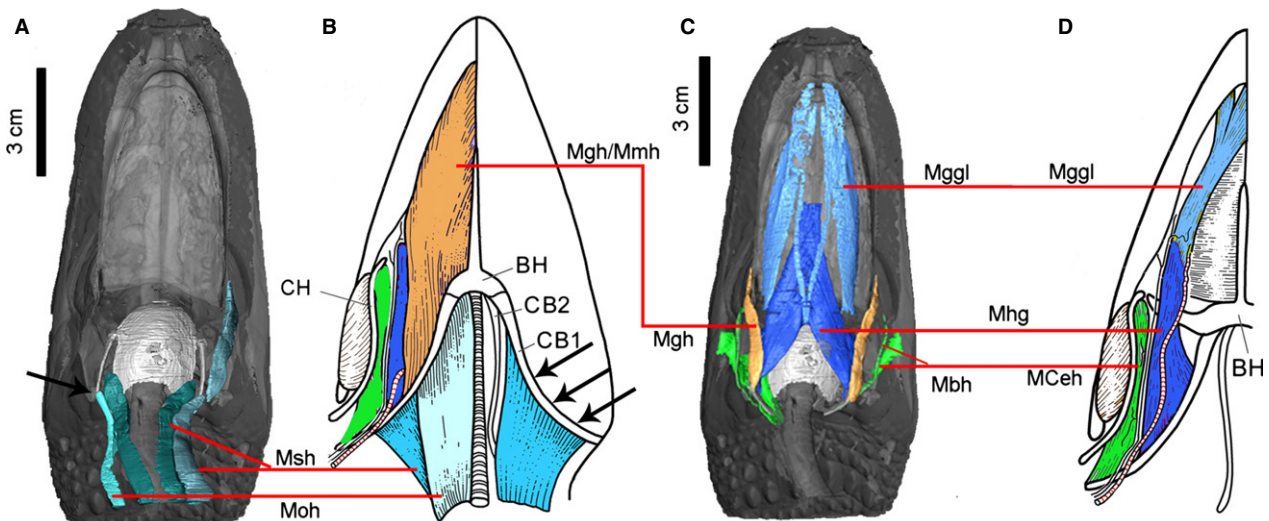 A
B
C
D
3 cm
3 cm
Mgh/Mmh
Mggl
Mggl
BH
CH
CB2
CB1
Mgh
Mhg
Mbh
MCeh
BH
Msh
Moh